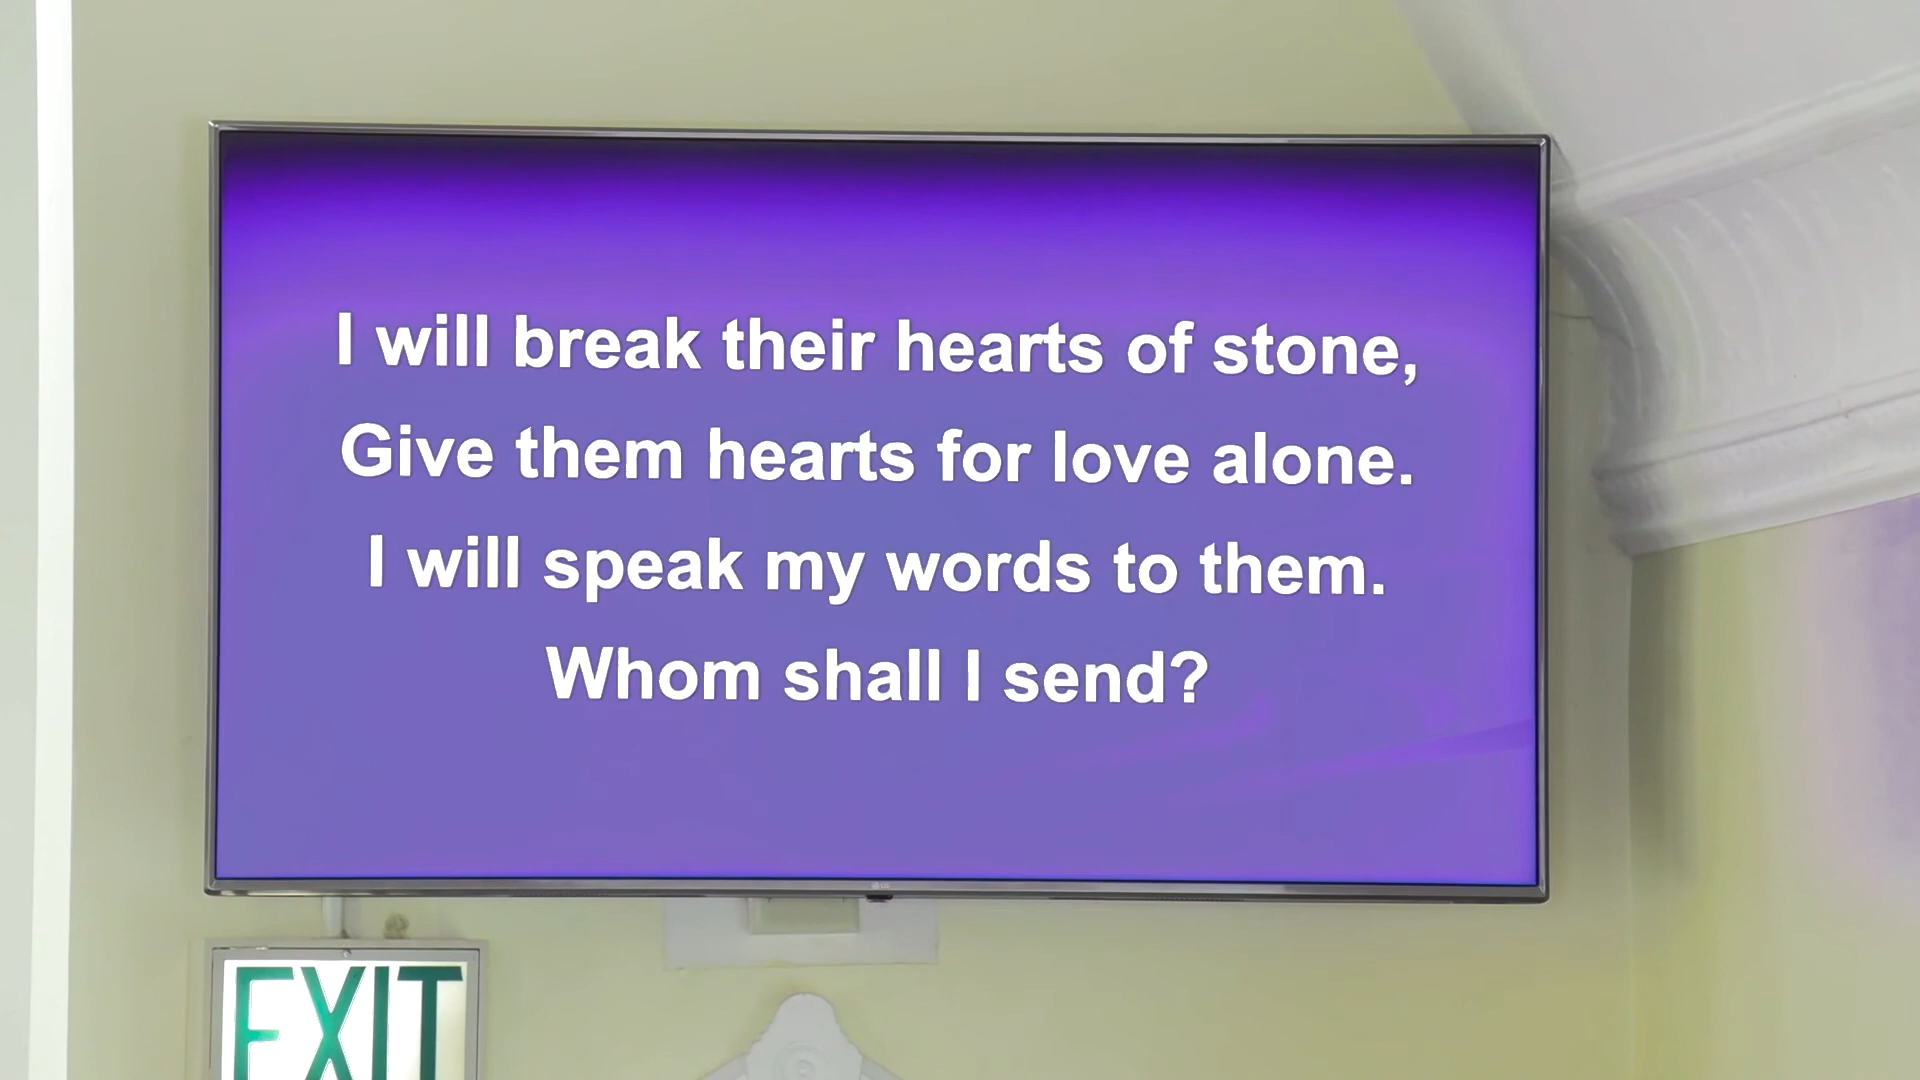 I will break their hearts of stone,
Give them hearts for love alone.
I will speak my words to them.
Whom shall I send?
LG
EXIT